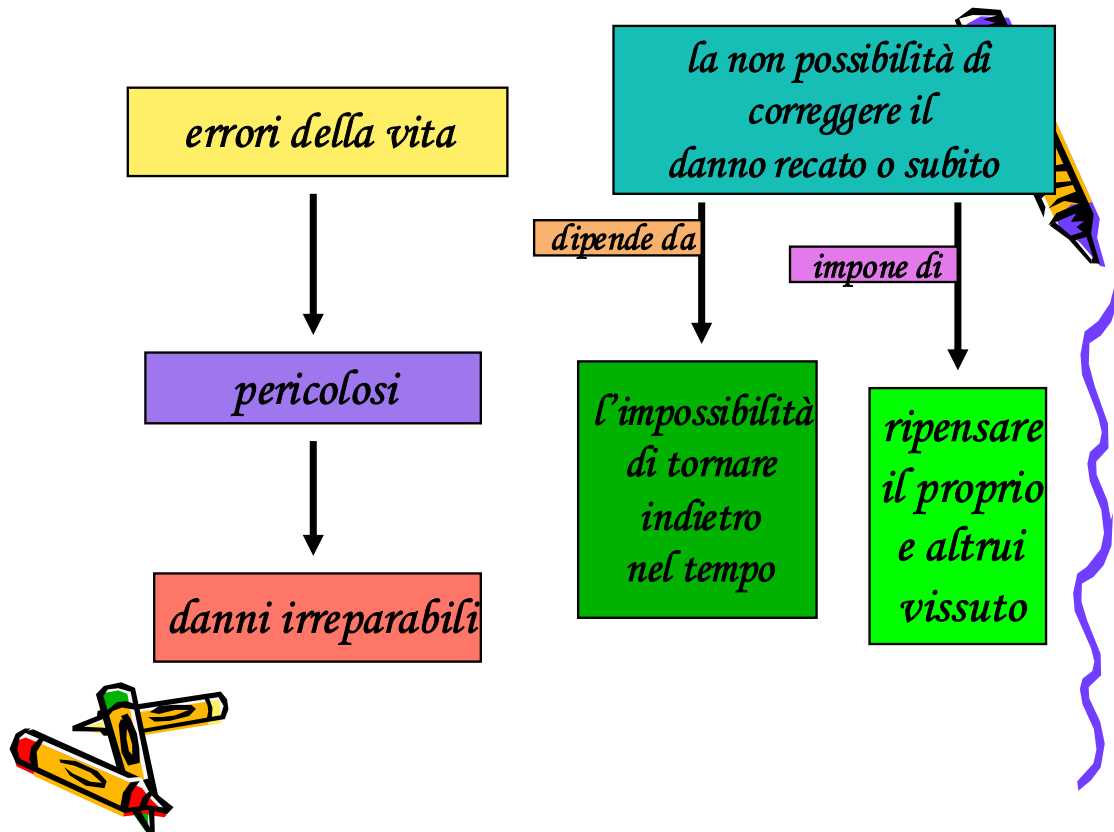 errori della vita
pericolosi
danni irreparabili
la non possibilità di
correggere il
danno recato o subito
dipende da
impone di
l’impossibilità
di tornare
indietro
nel tempo
ripensare
il proprio
e altrui
vissuto